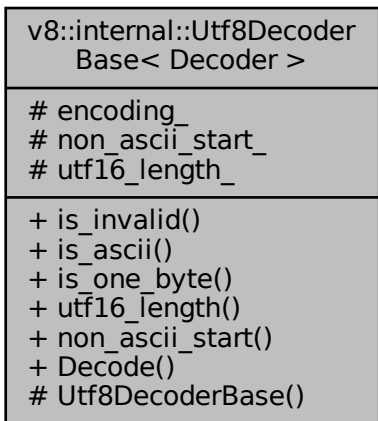 v8::internal::Utf8Decoder
Base< Decoder >
# encoding_
# non_ascii_start_
# utf16_length_
+ is_invalid()
+ is_ascii()
+ is_one_byte()
+ utf16_length()
+ non_ascii_start()
+ Decode()
# Utf8DecoderBase()